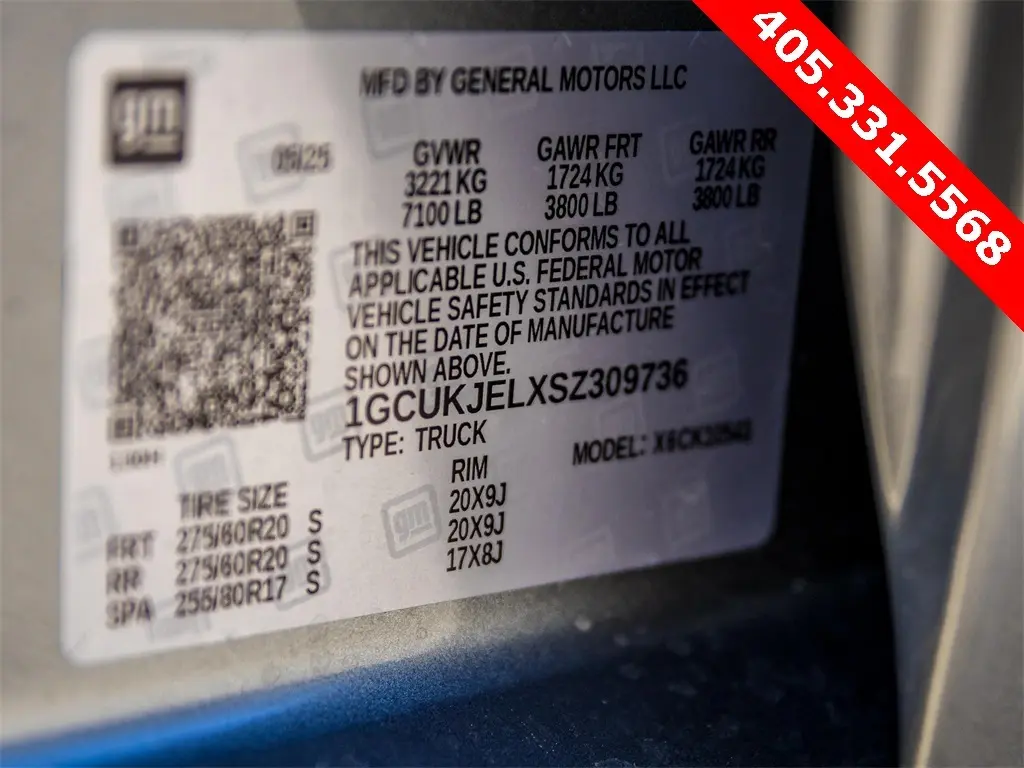 405.331.5568
MFD BY GENERAL MOTORS LLC
gm
05/25
GVWR GAWR FRT GAWR RR
3221 KG 1724 KG 1724 KG
7100 LB 3800 LB 3800 LB
THIS VEHICLE CONFORMS TO ALL
APPLICABLE U.S. FEDERAL MOTOR
VEHICLE SAFETY STANDARDS IN EFFECT
ON THE DATE OF MANUFACTURE
SHOWN ABOVE.
1GCUKJELXSZ309736
TYPE: TRUCK MODEL:
TIRE SIZE RIM
FRT 275/60R20 S 20X9J
RR 275/60R20 S 20X9J
SPA 255/80R17 S 17X8J
gm